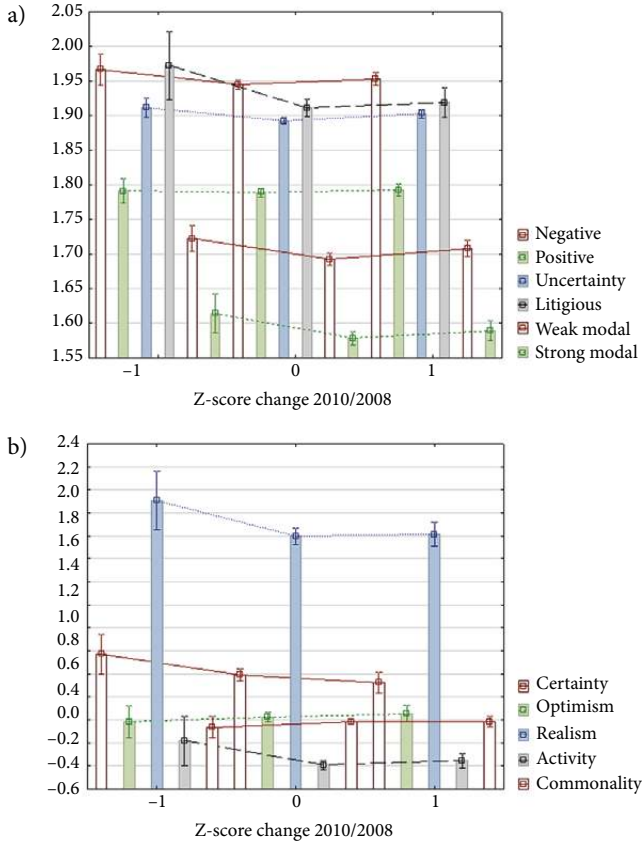 a)
2.05
2.00
1.95
1.90
1.85
1.80
1.75
1.70
1.65
1.60
1.55
–1
0
1
Z-score change 2010/2008
Negative
Positive
Uncertainty
Litigious
Weak modal
Strong modal
b)
2.4
2.2
2.0
1.8
1.6
1.4
1.2
1.0
0.8
0.6
0.4
0.0
–0.2
–0.4
–0.6
–1
0
1
Z-score change 2010/2008
Certainty
Optimism
Realism
Activity
Commonality